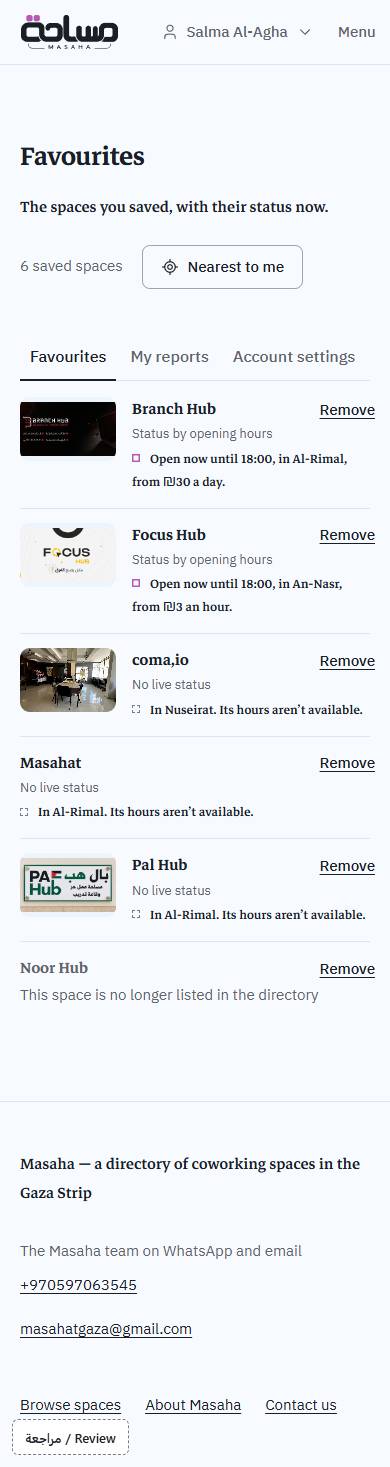 مساحة
MASAHA
Salma Al-Agha
Menu
Favourites
The spaces you saved, with their status now.
6 saved spaces
Nearest to me
Favourites
My reports
Account settings
BRANCH HUB
Branch Hub
Remove
Status by opening hours
Open now until 18:00, in Al-Rimal,
from ₪30 a day.
FOCUS
HUB
Focus Hub
Remove
Status by opening hours
Open now until 18:00, in An-Nasr,
from ₪3 an hour.
coma,io
Remove
No live status
In Nuseirat. Its hours aren’t available.
Masahat
Remove
No live status
In Al-Rimal. Its hours aren’t available.
PAL بال هب
Hub
مساحة عمل حر
وقاعة تدريب
Pal Hub
Remove
No live status
In Al-Rimal. Its hours aren’t available.
Noor Hub
Remove
This space is no longer listed in the directory
Masaha — a directory of coworking spaces in the
Gaza Strip
The Masaha team on WhatsApp and email
+970597063545
masahatgaza@gmail.com
Browse spaces
About Masaha
Contact us
مراجعة / Review